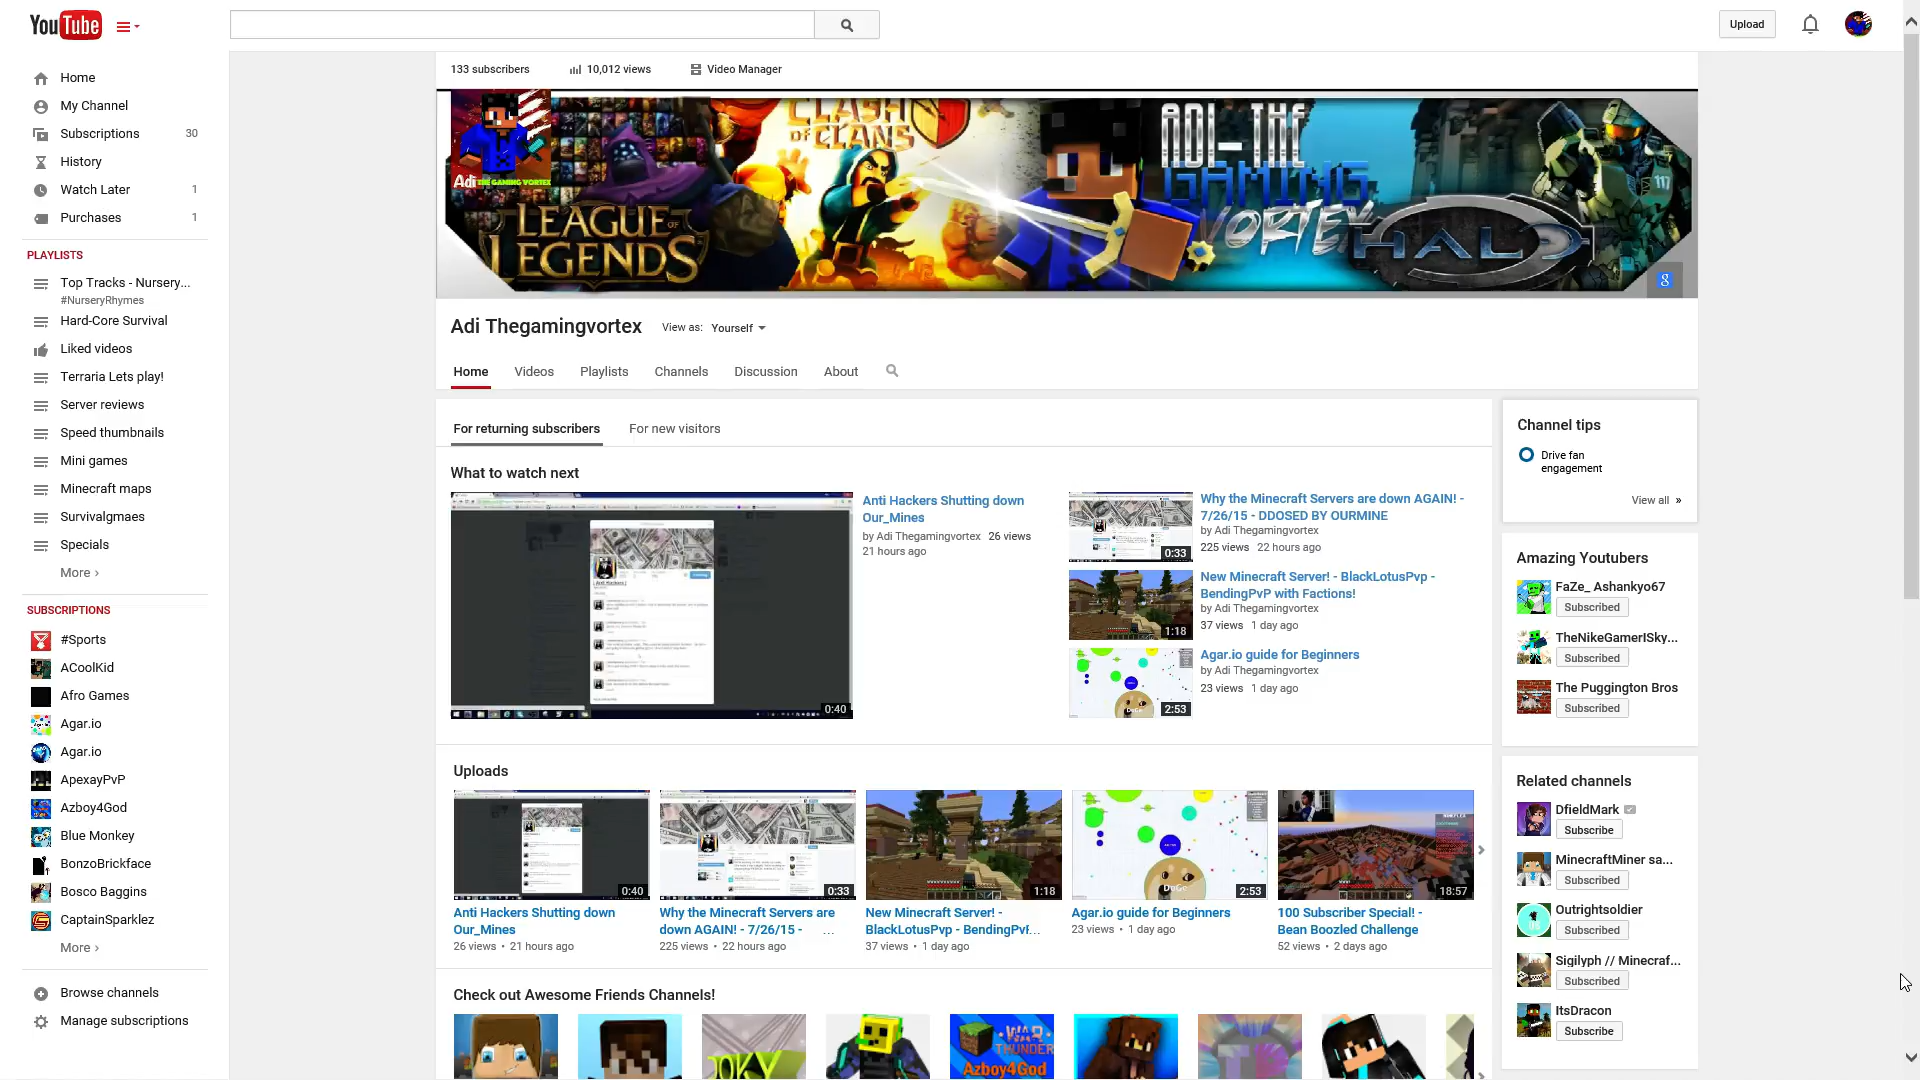 YouTube
Upload
Home
My Channel
Subscriptions 30
History
Watch Later 1
Purchases 1
PLAYLISTS
Top Tracks - Nursery...
#NurseryRhymes
Hard-Core Survival
Liked videos
Terraria Lets play!
Server reviews
Speed thumbnails
Mini games
Minecraft maps
Survivalgmaes
Specials
More ›
SUBSCRIPTIONS
#Sports
ACoolKid
Afro Games
Agar.io
Agar.io
ApexayPvP
Azboy4God
Blue Monkey
BonzoBrickface
Bosco Baggins
CaptainSparklez
More ›
Browse channels
Manage subscriptions
133 subscribers 10,012 views Video Manager
Adi THE GAMING VORTEX
CLASH OF CLANS
LEAGUE OF LEGENDS
ADI-THE
GAMING
VORTEX
HALO
117
8
Adi Thegamingvortex View as: Yourself
Home Videos Playlists Channels Discussion About
For returning subscribers For new visitors
What to watch next
0:40
Anti Hackers Shutting down
Our_Mines
by Adi Thegamingvortex 26 views
21 hours ago
0:33
Why the Minecraft Servers are down AGAIN! -
7/26/15 - DDOSED BY OURMINE
by Adi Thegamingvortex
225 views 22 hours ago
1:18
New Minecraft Server! - BlackLotusPvp -
BendingPvP with Factions!
by Adi Thegamingvortex
37 views 1 day ago
2:53
Agar.io guide for Beginners
by Adi Thegamingvortex
23 views 1 day ago
Uploads
0:40
Anti Hackers Shutting down
Our_Mines
26 views • 21 hours ago
0:33
Why the Minecraft Servers are
down AGAIN! - 7/26/15 - ...
225 views • 22 hours ago
1:18
New Minecraft Server! -
BlackLotusPvp - BendingPvf...
37 views • 1 day ago
DoGe
2:53
Agar.io guide for Beginners
23 views • 1 day ago
18:57
100 Subscriber Special! -
Bean Boozled Challenge
52 views • 2 days ago
Check out Awesome Friends Channels!
WAR
THUNDER
Azboy4God
Channel tips
Drive fan
engagement
View all »
Amazing Youtubers
FaZe_ Ashankyo67
Subscribed
TheNikeGamerISky...
Subscribed
The Puggington Bros
Subscribed
Related channels
DfieldMark
Subscribe
MinecraftMiner sa...
Subscribed
Outrightsoldier
Subscribed
Sigilyph // Minecraf...
Subscribed
ItsDracon
Subscribe